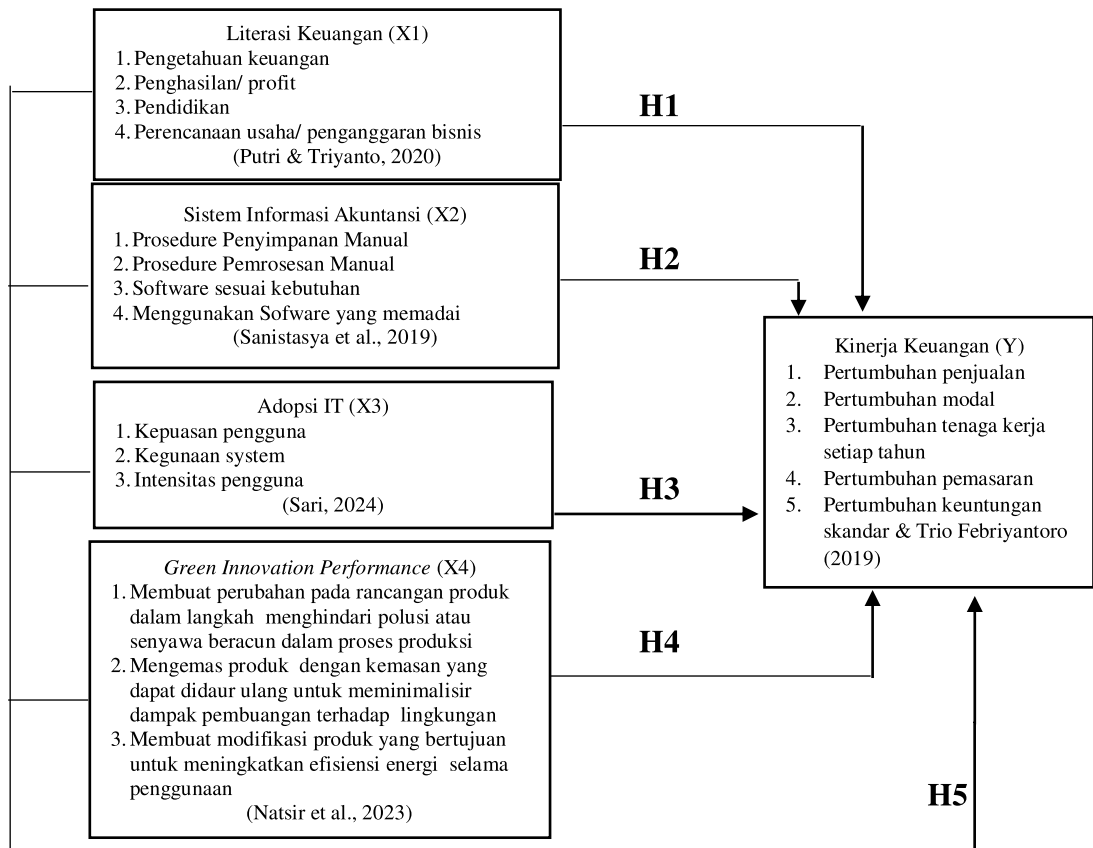 Literasi Keuangan (X1)
1. Pengetahuan keuangan
2. Penghasilan/ profit
3. Pendidikan
4. Perencanaan usaha/ penganggaran bisnis
(Putri & Triyanto, 2020)
H1
Sistem Informasi Akuntansi (X2)
1. Prosedure Penyimpanan Manual
2. Prosedure Pemrosesan Manual
3. Software sesuai kebutuhan
4. Menggunakan Sofware yang memadai
(Sanistasya et al., 2019)
H2
Adopsi IT (X3)
1. Kepuasan pengguna
2. Kegunaan system
3. Intensitas pengguna
(Sari, 2024)
H3
Green Innovation Performance (X4)
1. Membuat perubahan pada rancangan produk
dalam langkah menghindari polusi atau
senyawa beracun dalam proses produksi
2. Mengemas produk dengan kemasan yang
dapat didaur ulang untuk meminimalisir
dampak pembuangan terhadap lingkungan
3. Membuat modifikasi produk yang bertujuan
untuk meningkatkan efisiensi energi selama
penggunaan
(Natsir et al., 2023)
H4
Kinerja Keuangan (Y)
1. Pertumbuhan penjualan
2. Pertumbuhan modal
3. Pertumbuhan tenaga kerja
setiap tahun
4. Pertumbuhan pemasaran
5. Pertumbuhan keuntungan
skandar & Trio Febriyantoro
(2019)
H5